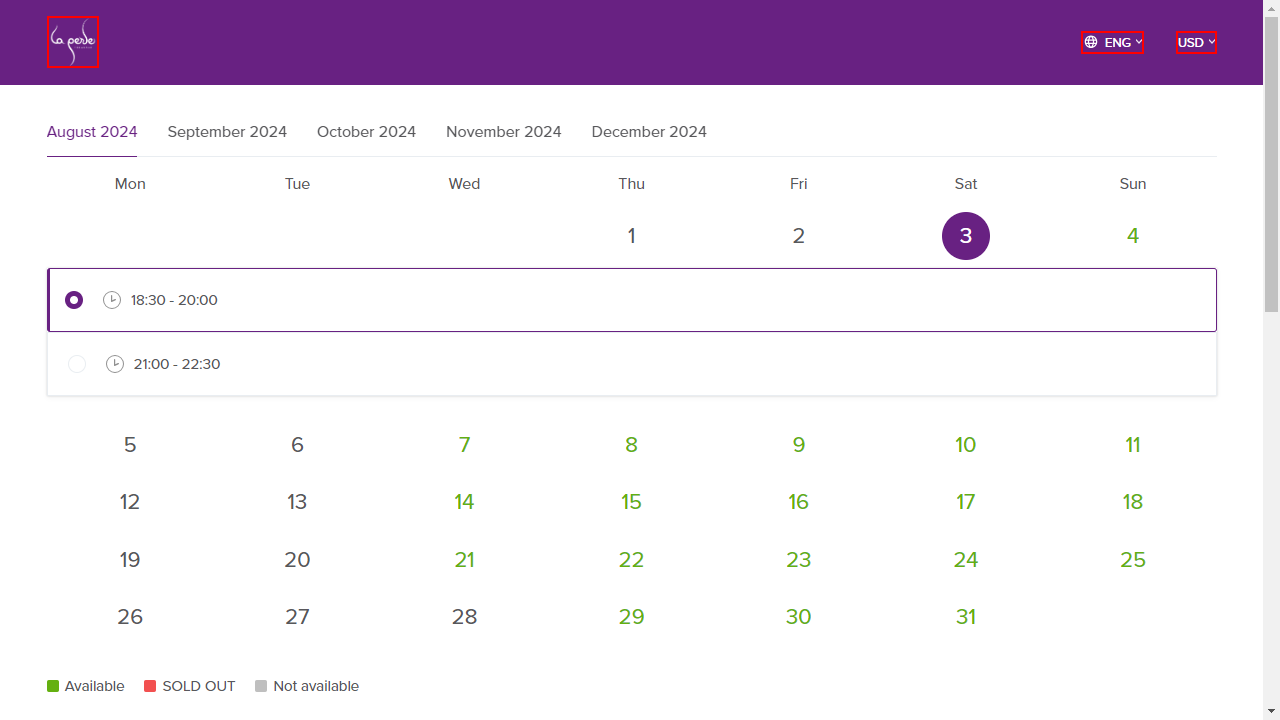 la perle
ENG
USD
August 2024 September 2024 October 2024 November 2024 December 2024
Mon Tue Wed Thu Fri Sat Sun
1 2 3 4
18:30 - 20:00
21:00 - 22:30
5 6 7 8 9 10 11
12 13 14 15 16 17 18
19 20 21 22 23 24 25
26 27 28 29 30 31
Available SOLD OUT Not available